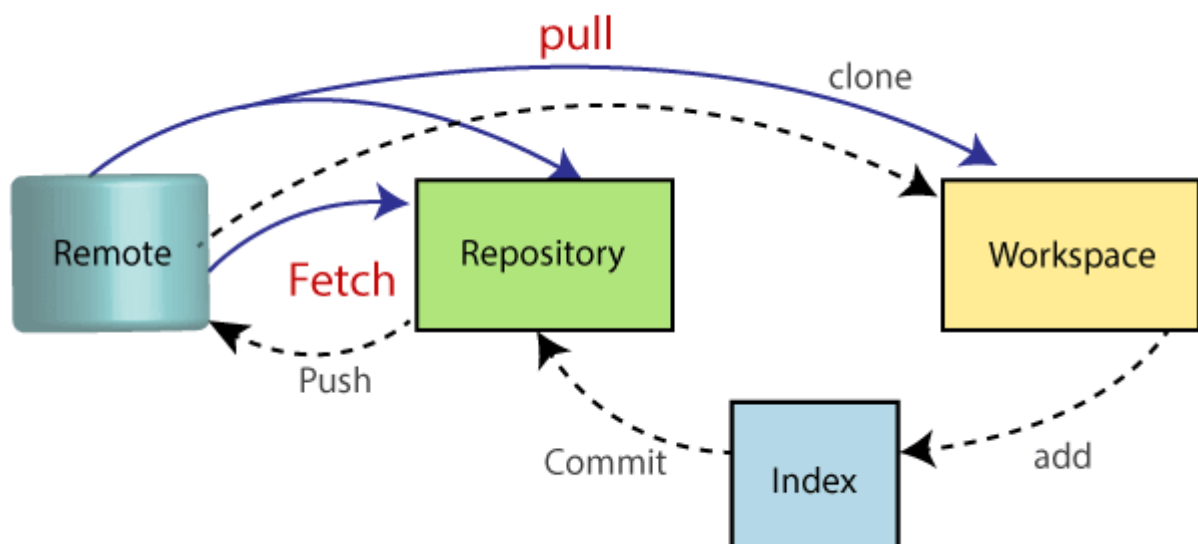 pull
clone
Remote
Repository
Workspace
Fetch
Push
Commit
Index
add